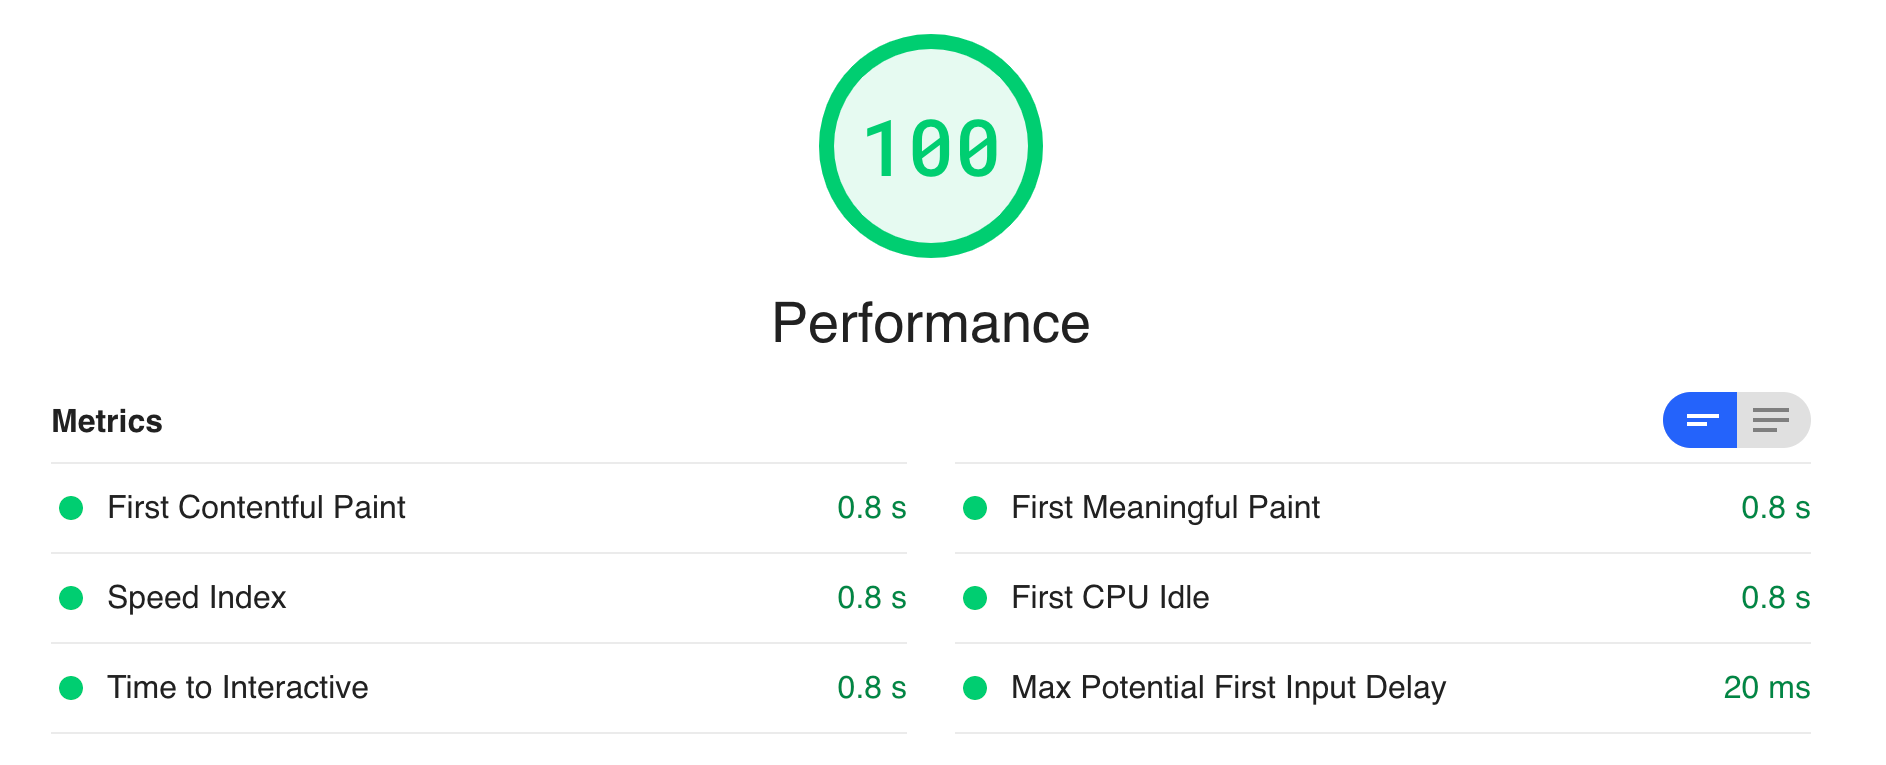 100
Performance
Metrics
First Contentful Paint 0.8 s
First Meaningful Paint 0.8 s
Speed Index 0.8 s
First CPU Idle 0.8 s
Time to Interactive 0.8 s
Max Potential First Input Delay 20 ms